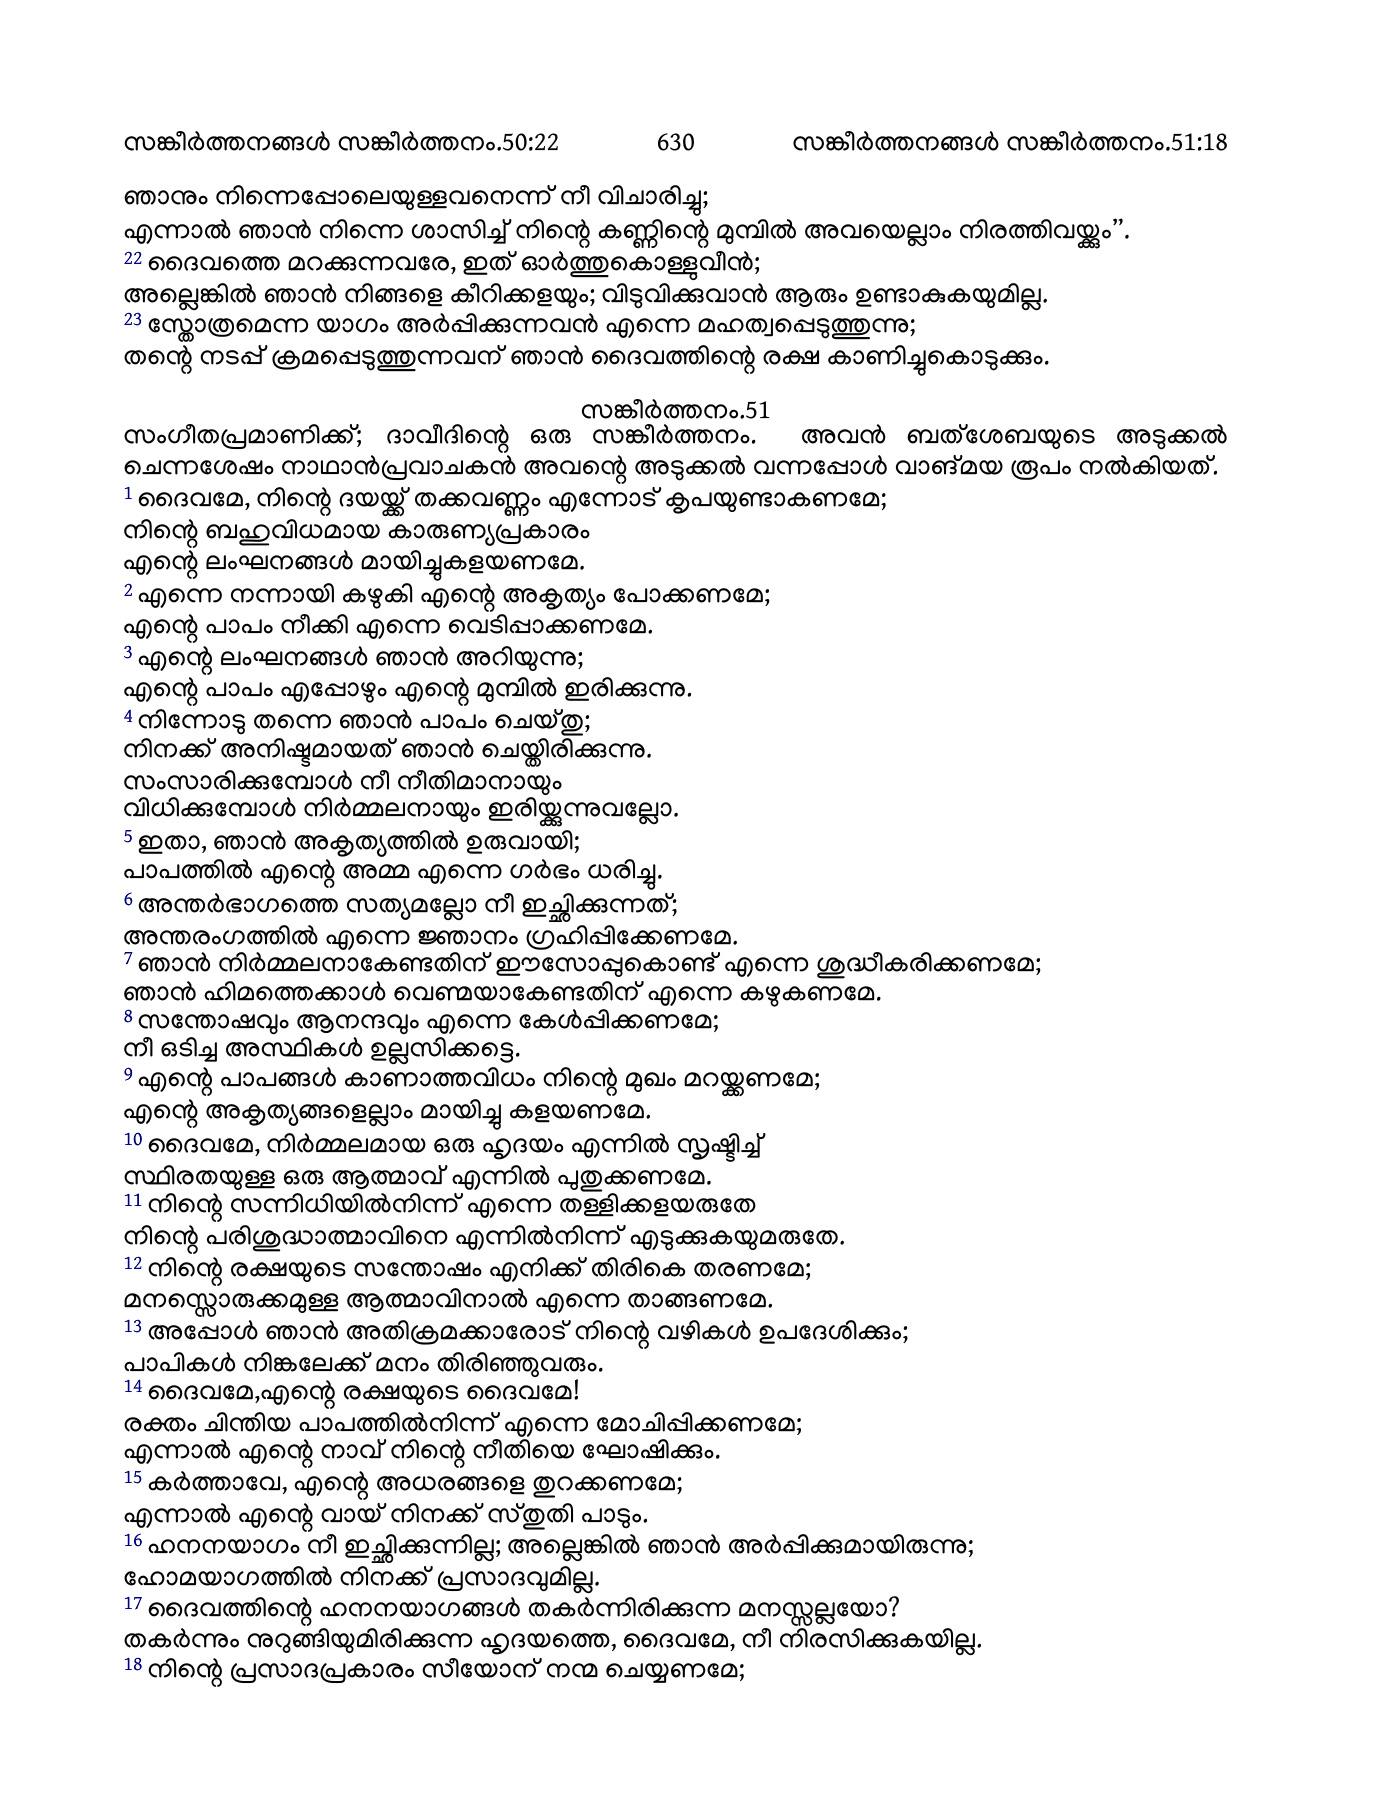 സങ്കീർത്തനങ്ങൾ സങ്കീർത്തനം.50:22 630 സങ്കീർത്തനങ്ങൾ സങ്കീർത്തനം.51:18
ഞാനും നിന്നെപ്പോലെയുള്ളവനെന്ന് നീ വിചാരിച്ചു;
എന്നാൽ ഞാൻ നിന്നെ ശാസിച്ച് നിന്റെ കണ്ണിന്റെ മുമ്പിൽ അവയെല്ലാം നിരത്തിവയ്ക്കും”.
22 ദൈവത്തെ മറക്കുന്നവരേ, ഇത് ഓർത്തുകൊള്ളുവീൻ;
അല്ലെങ്കിൽ ഞാൻ നിങ്ങളെ കീറിക്കളയും; വിടുവിക്കുവാൻ ആരും ഉണ്ടാകുകയുമില്ല.
23 സ്തോത്രമെന്ന യാഗം അർപ്പിക്കുന്നവൻ എന്നെ മഹത്വപ്പെടുത്തുന്നു;
തന്റെ നടപ്പ് ക്രമപ്പെടുത്തുന്നവന് ഞാൻ ദൈവത്തിന്റെ രക്ഷ കാണിച്ചുകൊടുക്കും.
സങ്കീർത്തനം.51
സംഗീതപ്രമാണിക്ക്; ദാവീദിന്റെ ഒരു സങ്കീർത്തനം. അവൻ ബത്ശേബയുടെ അടുക്കൽ
ചെന്നശേഷം നാഥാൻപ്രവാചകൻ അവന്റെ അടുക്കൽ വന്നപ്പോൾ വാങ്മയ രൂപം നൽകിയത്.
1 ദൈവമേ, നിന്റെ ദയയ്ക്ക് തക്കവണ്ണം എന്നോട് കൃപയുണ്ടാകണമേ;
നിന്റെ ബഹുവിധമായ കാരുണ്യപ്രകാരം
എന്റെ ലംഘനങ്ങൾ മായിച്ചുകളയണമേ.
2 എന്നെ നന്നായി കഴുകി എന്റെ അകൃത്യം പോക്കണമേ;
എന്റെ പാപം നീക്കി എന്നെ വെടിപ്പാക്കണമേ.
3 എന്റെ ലംഘനങ്ങൾ ഞാൻ അറിയുന്നു;
എന്റെ പാപം എപ്പോഴും എന്റെ മുമ്പിൽ ഇരിക്കുന്നു.
4 നിന്നോടു തന്നെ ഞാൻ പാപം ചെയ്തു;
നിനക്ക് അനിഷ്ടമായത് ഞാൻ ചെയ്തിരിക്കുന്നു.
സംസാരിക്കുമ്പോൾ നീ നീതിമാനായും
വിധിക്കുമ്പോൾ നിർമ്മലനായും ഇരിയ്ക്കുന്നുവല്ലോ.
5 ഇതാ, ഞാൻ അകൃത്യത്തിൽ ഉരുവായി;
പാപത്തിൽ എന്റെ അമ്മ എന്നെ ഗർഭം ധരിച്ചു.
6 അന്തർഭാഗത്തെ സത്യമല്ലോ നീ ഇച്ഛിക്കുന്നത്;
അന്തരംഗത്തിൽ എന്നെ ജ്ഞാനം ഗ്രഹിപ്പിക്കേണമേ.
7 ഞാൻ നിർമ്മലനാകേണ്ടതിന് ഈസോപ്പുകൊണ്ട് എന്നെ ശുദ്ധീകരിക്കണമേ;
ഞാൻ ഹിമത്തെക്കാൾ വെണ്മയാകേണ്ടതിന് എന്നെ കഴുകണമേ.
8 സന്തോഷവും ആനന്ദവും എന്നെ കേൾപ്പിക്കണമേ;
നീ ഒടിച്ച അസ്ഥികൾ ഉല്ലസിക്കട്ടെ.
9 എന്റെ പാപങ്ങൾ കാണാത്തവിധം നിന്റെ മുഖം മറയ്ക്കണമേ;
എന്റെ അകൃത്യങ്ങളെല്ലാം മായിച്ചു കളയണമേ.
10 ദൈവമേ, നിർമ്മലമായ ഒരു ഹൃദയം എന്നിൽ സൃഷ്ടിച്ച്
സ്ഥിരതയുള്ള ഒരു ആത്മാവ് എന്നിൽ പുതുക്കണമേ.
11 നിന്റെ സന്നിധിയിൽനിന്ന് എന്നെ തള്ളിക്കളയരുതേ
നിന്റെ പരിശുദ്ധാത്മാവിനെ എന്നിൽനിന്ന് എടുക്കുകയുമരുതേ.
12 നിന്റെ രക്ഷയുടെ സന്തോഷം എനിക്ക് തിരികെ തരണമേ;
മനസ്സൊരുക്കമുള്ള ആത്മാവിനാൽ എന്നെ താങ്ങണമേ.
13 അപ്പോൾ ഞാൻ അതിക്രമക്കാരോട് നിന്റെ വഴികൾ ഉപദേശിക്കും;
പാപികൾ നിങ്കലേക്ക് മനം തിരിഞ്ഞുവരും.
14 ദൈവമേ,എന്റെ രക്ഷയുടെ ദൈവമേ!
രക്തം ചിന്തിയ പാപത്തിൽനിന്ന് എന്നെ മോചിപ്പിക്കണമേ;
എന്നാൽ എന്റെ നാവ് നിന്റെ നീതിയെ ഘോഷിക്കും.
15 കർത്താവേ, എന്റെ അധരങ്ങളെ തുറക്കണമേ;
എന്നാൽ എന്റെ വായ് നിനക്ക് സ്തുതി പാടും.
16 ഹനനയാഗം നീ ഇച്ഛിക്കുന്നില്ല; അല്ലെങ്കിൽ ഞാൻ അർപ്പിക്കുമായിരുന്നു;
ഹോമയാഗത്തിൽ നിനക്ക് പ്രസാദവുമില്ല.
17 ദൈവത്തിന്റെ ഹനനയാഗങ്ങൾ തകർന്നിരിക്കുന്ന മനസ്സല്ലയോ?
തകർന്നും നുറുങ്ങിയുമിരിക്കുന്ന ഹൃദയത്തെ, ദൈവമേ, നീ നിരസിക്കുകയില്ല.
18 നിന്റെ പ്രസാദപ്രകാരം സീയോന് നന്മ ചെയ്യണമേ;